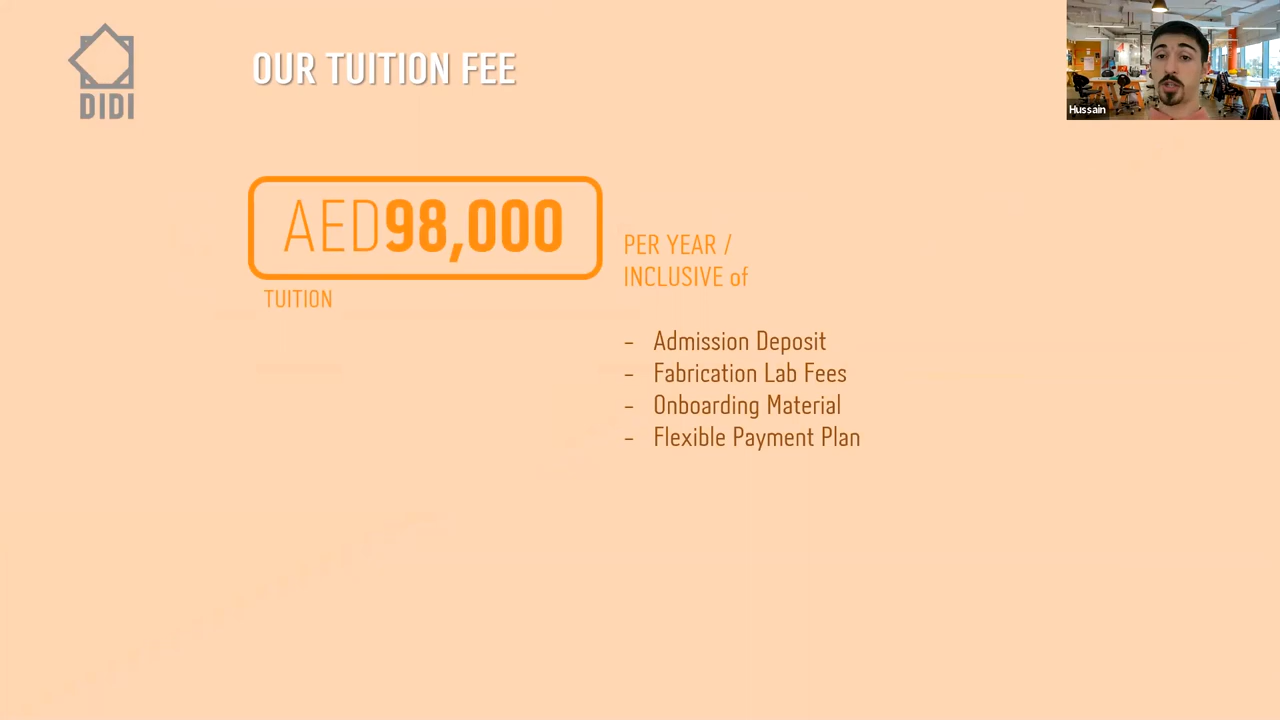 DIDI
OUR TUITION FEE
Hussain
AED98,000
TUITION
PER YEAR /
INCLUSIVE of
- Admission Deposit
- Fabrication Lab Fees
- Onboarding Material
- Flexible Payment Plan